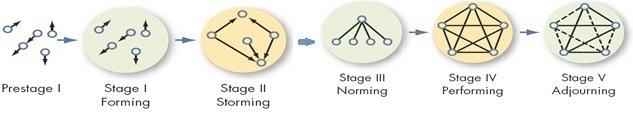 Prestage I
Stage I
Forming
Stage II
Storming
Stage III
Norming
Stage IV
Performing
Stage V
Adjourning